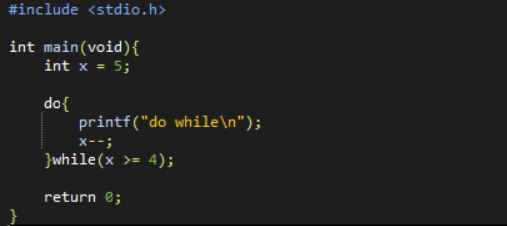 #include <stdio.h>
int main(void){
int x = 5;
do{
printf("do while\n");
x--;
}while(x >= 4);
return 0;
}